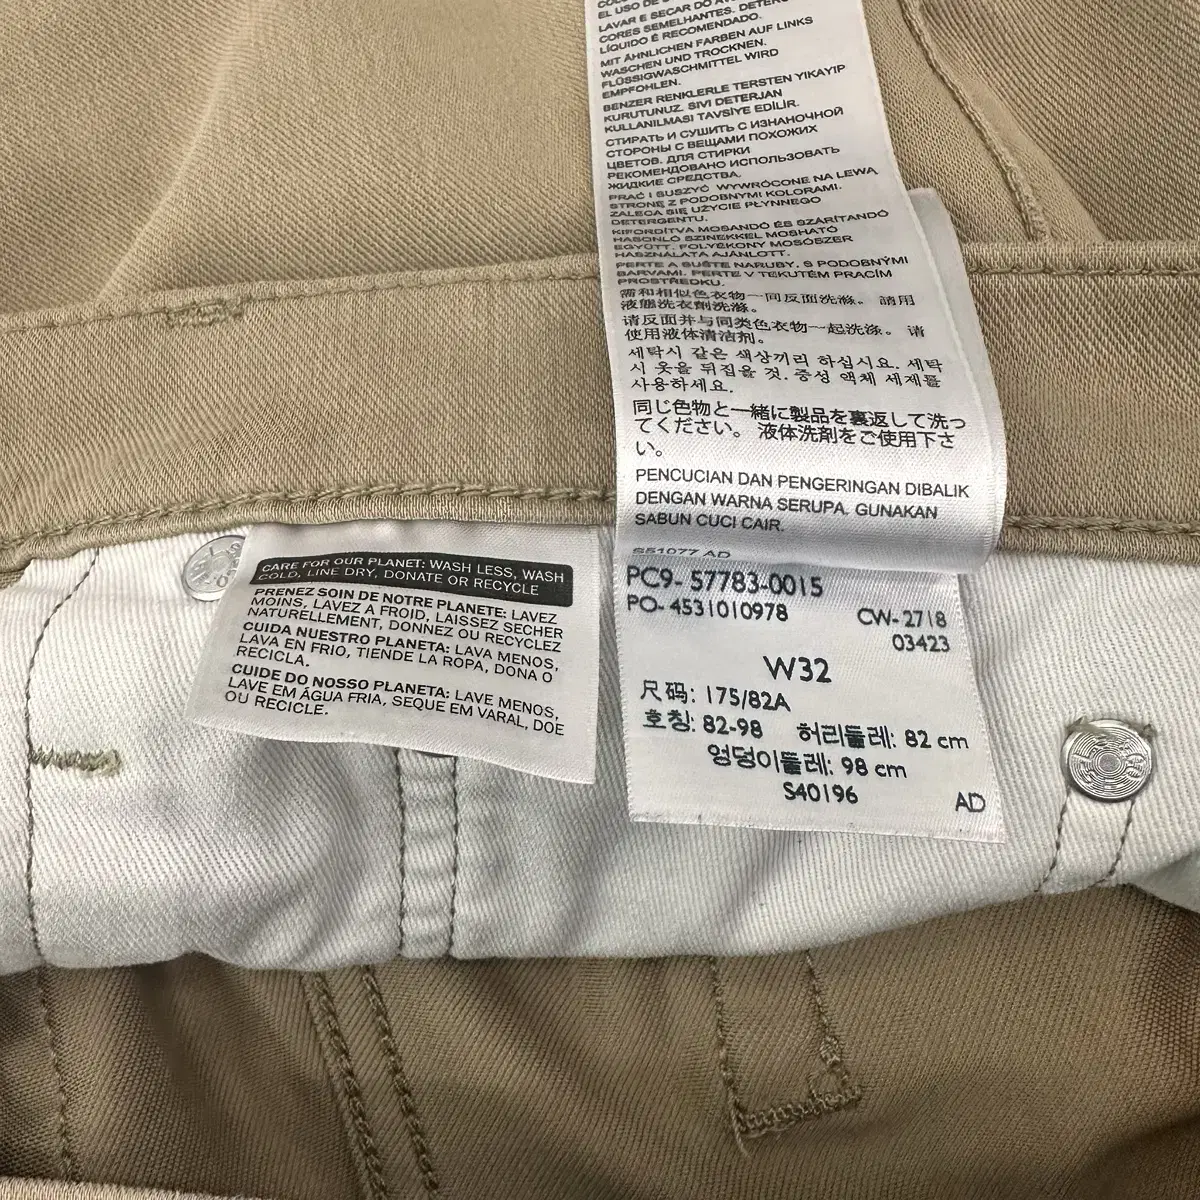 EL USO DE
LAVAR E SECAR DO
CORES SEMELHANTES.
LÍQUIDO É RECOMENDADO.
MIT ÄHNLICHEN FARBEN AUF LINKS
WASCHEN UND TROCKNEN.
FLÜSSIGWASCHMITTEL WIRD
EMPFOHLEN.
BENZER RENKLERLE TERSTEN YIKAYIP
KURUTUNUZ. SIVI DETERJAN
KULLANILMASI TAVSİYE EDİLİR.
СТИРАТЬ И СУШИТЬ С ИЗНАНОЧНОЙ
СТОРОНЫ С ВЕЩАМИ ПОХОЖИХ
ЦВЕТОВ. ДЛЯ СТИРКИ
РЕКОМЕНДОВАНО ИСПОЛЬЗОВАТЬ
ЖИДКИЕ СРЕДСТВА.
PRAĆ I SUSZYĆ WYWRÓCONE NA LEWĄ
STRONĘ Z PODOBNYMI KOLORAMI.
ZALECA SIĘ UŻYCIE PŁYNNEGO
DETERGENTU.
KIFORDÍTVA MOSANDÓ ÉS SZÁRÍTANDÓ
HASONLÓ SZINEKKEL MOSHATÓ
EGYÜTT. FOLYÉKONY MOSÓSZER
HASZNÁLATA AJÁNLOTT.
PERTE A SUŠTE NARUBY. S PODOBNÝMI
BARVAMI. PERTE V TEKUTÉM PRACÍM
PROSTŘEDKU.
需和相似色衣物一同反面洗滌。 請用
液態洗衣劑洗滌。
请反面并与同类色衣物一起洗涤。 请
使用液体清洁剂。
세탁시 같은 색상끼리 하십시요. 세탁
시 옷을 뒤집을 것. 중성 액체 세제를
사용하세요.
同じ色物と一緒に製品を裏返して洗っ
てください。 液体洗剤をご使用下さ
い。
PENCUCIAN DAN PENGERINGAN DIBALIK
DENGAN WARNA SERUPA. GUNAKAN
SABUN CUCI CAIR.
S51077 AD
CARE FOR OUR PLANET: WASH LESS, WASH
COLD, LINE DRY, DONATE OR RECYCLE
PRENEZ SOIN DE NOTRE PLANETE: LAVEZ
MOINS, LAVEZ A FROID, LAISSEZ SECHER
NATURELLEMENT, DONNEZ OU RECYCLEZ
CUIDA NUESTRO PLANETA: LAVA MENOS,
LAVA EN FRIO, TIENDE LA ROPA, DONA O
RECICLA.
CUIDE DO NOSSO PLANETA: LAVE MENOS,
LAVE EM ÁGUA FRIA, SEQUE EM VARAL, DOE
OU RECICLE.
PC9- 57783-0015
PO- 4531010978 CW- 2718
03423
W32
尺码: 175/82A
호칭: 82-98 허리둘레: 82 cm
엉덩이둘레: 98 cm
S40196 AD